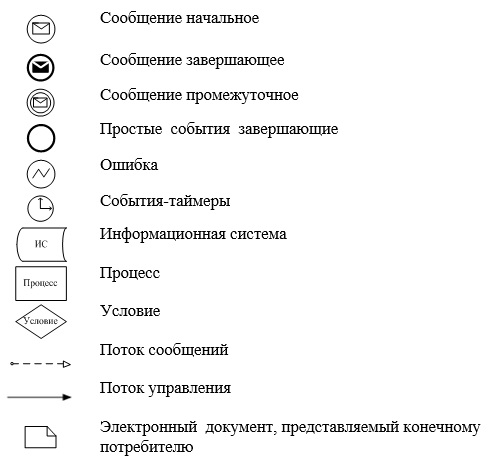 Сообщение начальное
Сообщение завершающее
Сообщение промежуточное
Простые события завершающие
Ошибка
События-таймеры
ИС
Информационная система
Процесс
Процесс
Условие
Условие
Поток сообщений
Поток управления
Электронный документ, представляемый конечному
потребителю